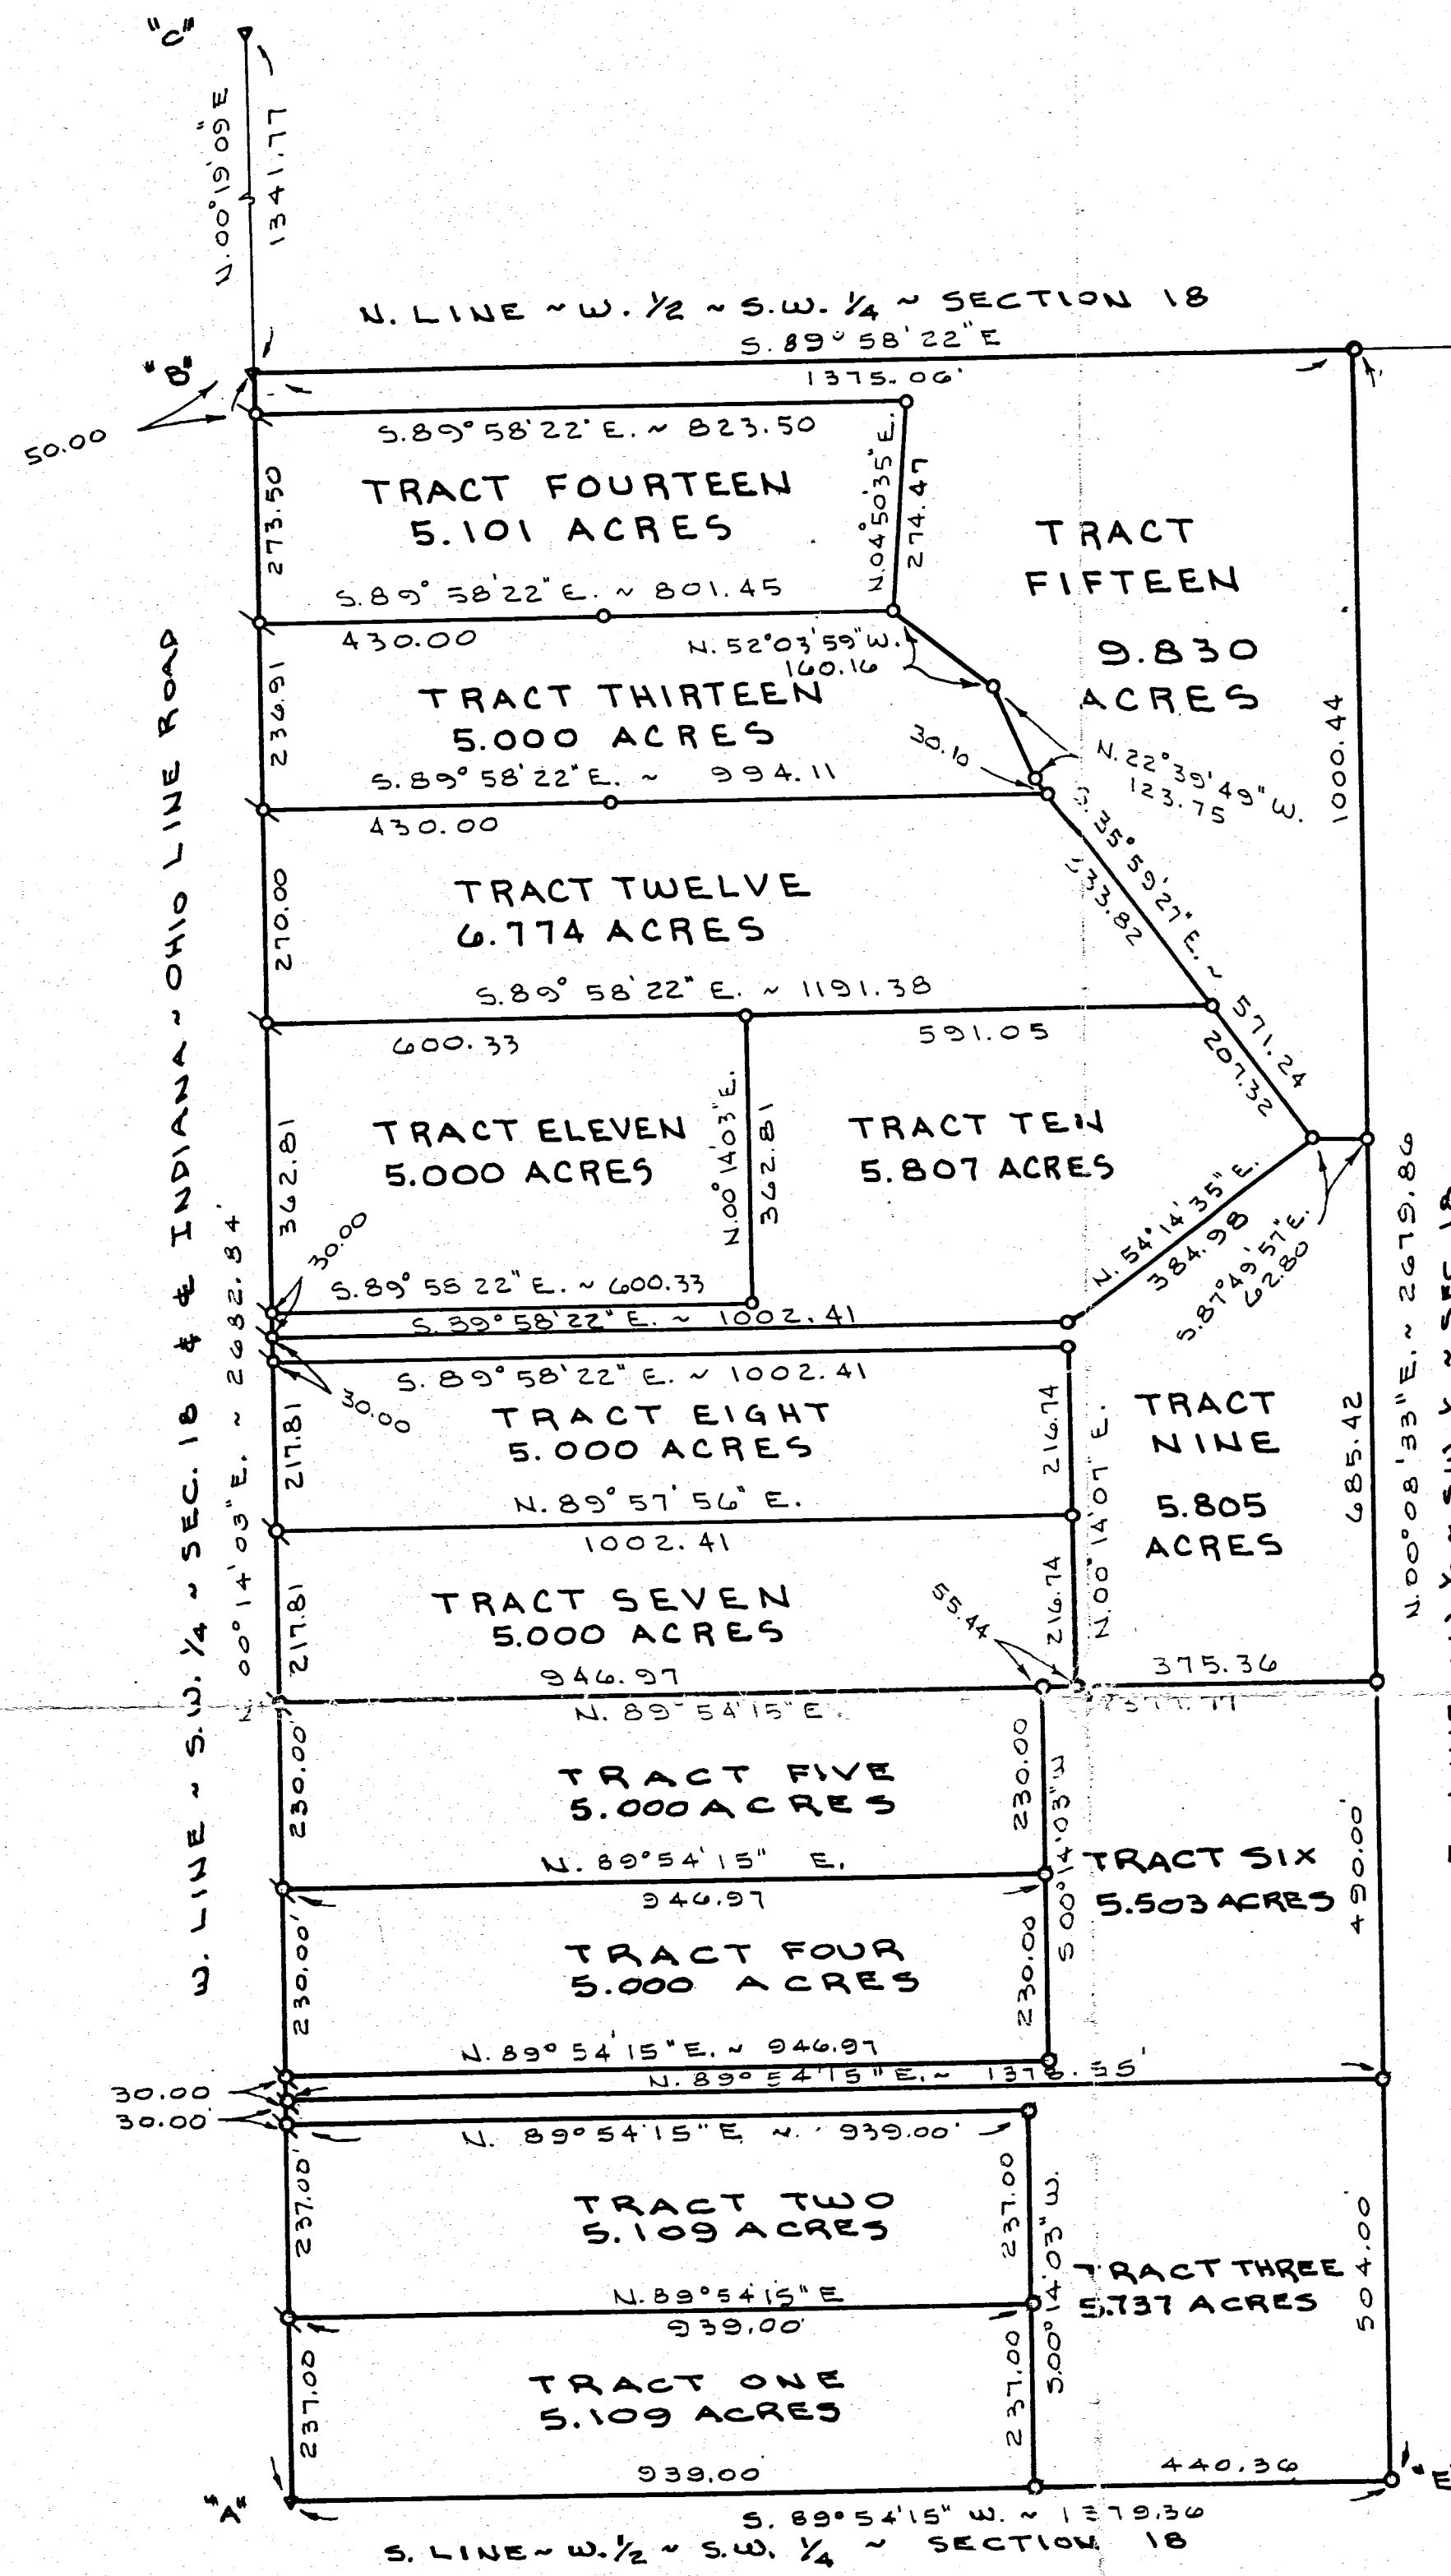 "C"
N.00°19'09"E
1341.77
N. LINE ~ W. 1/2 ~ S.W. 1/4 ~ SECTION 18
S.89°58'22"E
"B"
1375.06'
50.00
S.89°58'22"E. ~ 823.50
273.50
TRACT FOURTEEN
5.101 ACRES
N.04°50'35"E.
274.47
TRACT
FIFTEEN
9.830
ACRES
S.89°58'22"E. ~ 801.45
430.00
N.52°03'59"W.
160.16
236.91
TRACT THIRTEEN
5.000 ACRES
30.10
N.22°39'49"W.
123.75
1000.44
S.89°58'22"E. ~ 994.11
430.00
S.35°59'27"E. ~ 571.24
333.82
270.00
TRACT TWELVE
6.774 ACRES
S.89°58'22"E. ~ 1191.38
600.33
591.05
207.32
362.81
TRACT ELEVEN
5.000 ACRES
N.00°14'03"E.
362.81
TRACT TEN
5.807 ACRES
N.54°14'35"E.
384.98
S.87°49'57"E.
62.80
30.00
S.89°58'22"E. ~ 600.33
S.89°58'22"E. ~ 1002.41
S.89°58'22"E. ~ 1002.41
30.00
217.81
TRACT EIGHT
5.000 ACRES
216.74
N.00°14'07"E.
TRACT
NINE
5.805
ACRES
685.42
N.89°57'56"E.
1002.41
217.81
TRACT SEVEN
5.000 ACRES
55.44
216.74
946.97
375.36
N.89°54'15"E.
1377.77
230.00'
TRACT FIVE
5.000 ACRES
230.00
S00°14'03"W
N.89°54'15" E.
946.97
TRACT SIX
5.503 ACRES
490.00'
230.00'
TRACT FOUR
5.000 ACRES
230.00
N.89°54'15"E. ~ 946.97
N.89°54'15"E. ~ 1378.55'
30.00
30.00
N. 89°54'15"E ~ 939.00'
237.00'
TRACT TWO
5.109 ACRES
237.00
S.00°14'03"W.
TRACT THREE
5.737 ACRES
504.00'
N.89°54'15"E
939.00'
237.00
TRACT ONE
5.109 ACRES
237.00
939.00
440.36
"A"
"E
S. 89°54'15" W. ~ 1379.36
S. LINE ~ W. 1/2 ~ S.W. 1/4 ~ SECTION 18
W. LINE ~ S.W. 1/4 ~ SEC. 18 & ℄ INDIANA ~ OHIO LINE ROAD
N 00°14'03"E. ~ 2682.84'
N.00°08'33"E. ~ 2679.86